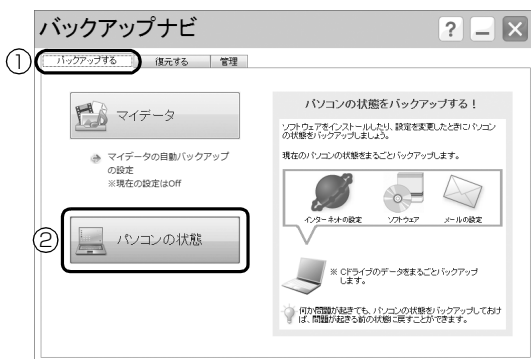 バックアップナビ
? – ×
① バックアップする 復元する 管理
マイデータ
マイデータの自動バックアップ
の設定
※現在の設定はOff
② パソコンの状態
パソコンの状態をバックアップする！
ソフトウェアをインストールしたり、設定を変更したときにパソコン
の状態をバックアップしましょう。
現在のパソコンの状態をまるごとバックアップします。
インターネットの設定 ソフトウェア メールの設定
※ Cドライブのデータをまるごとバックアップ
します。
何か問題が起きても、パソコンの状態をバックアップしておけ
ば、問題が起きる前の状態に戻すことができます。